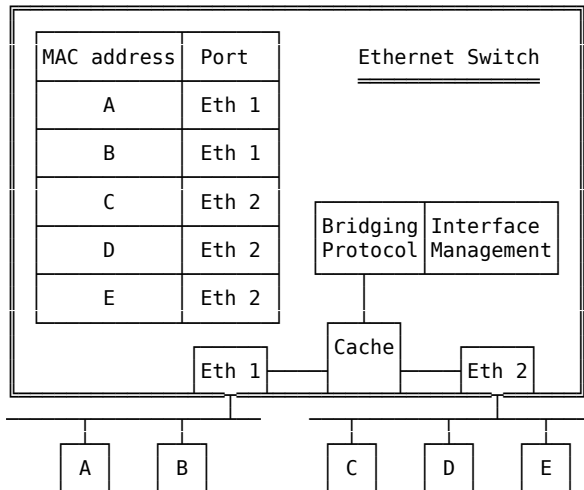 MAC address Port
Ethernet Switch
A Eth 1
B Eth 1
C Eth 2
D Eth 2
E Eth 2
Bridging Protocol
Interface Management
Cache
Eth 1
Eth 2
A B C D E